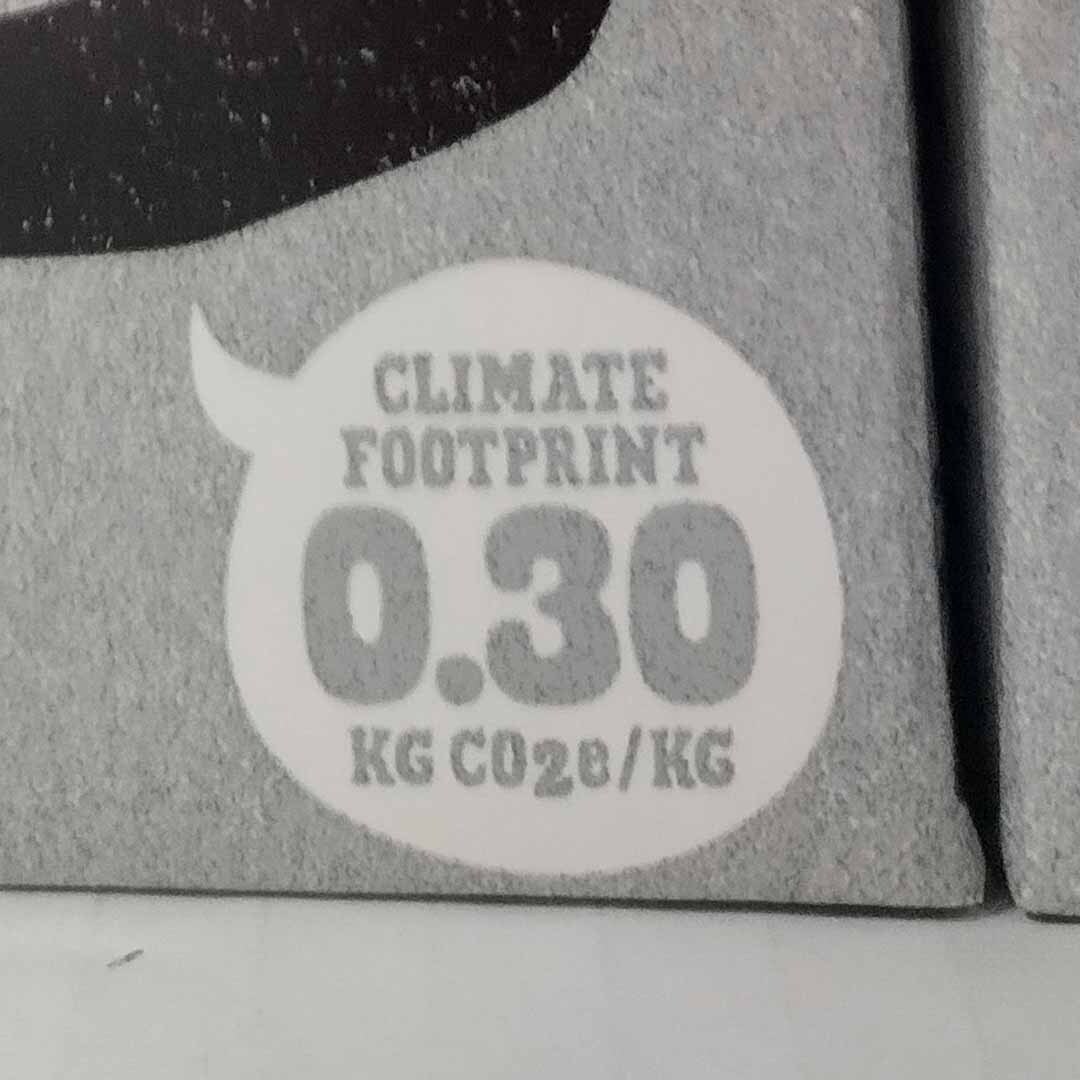 CLIMATE
FOOTPRINT
0.30
KG CO2e/KG